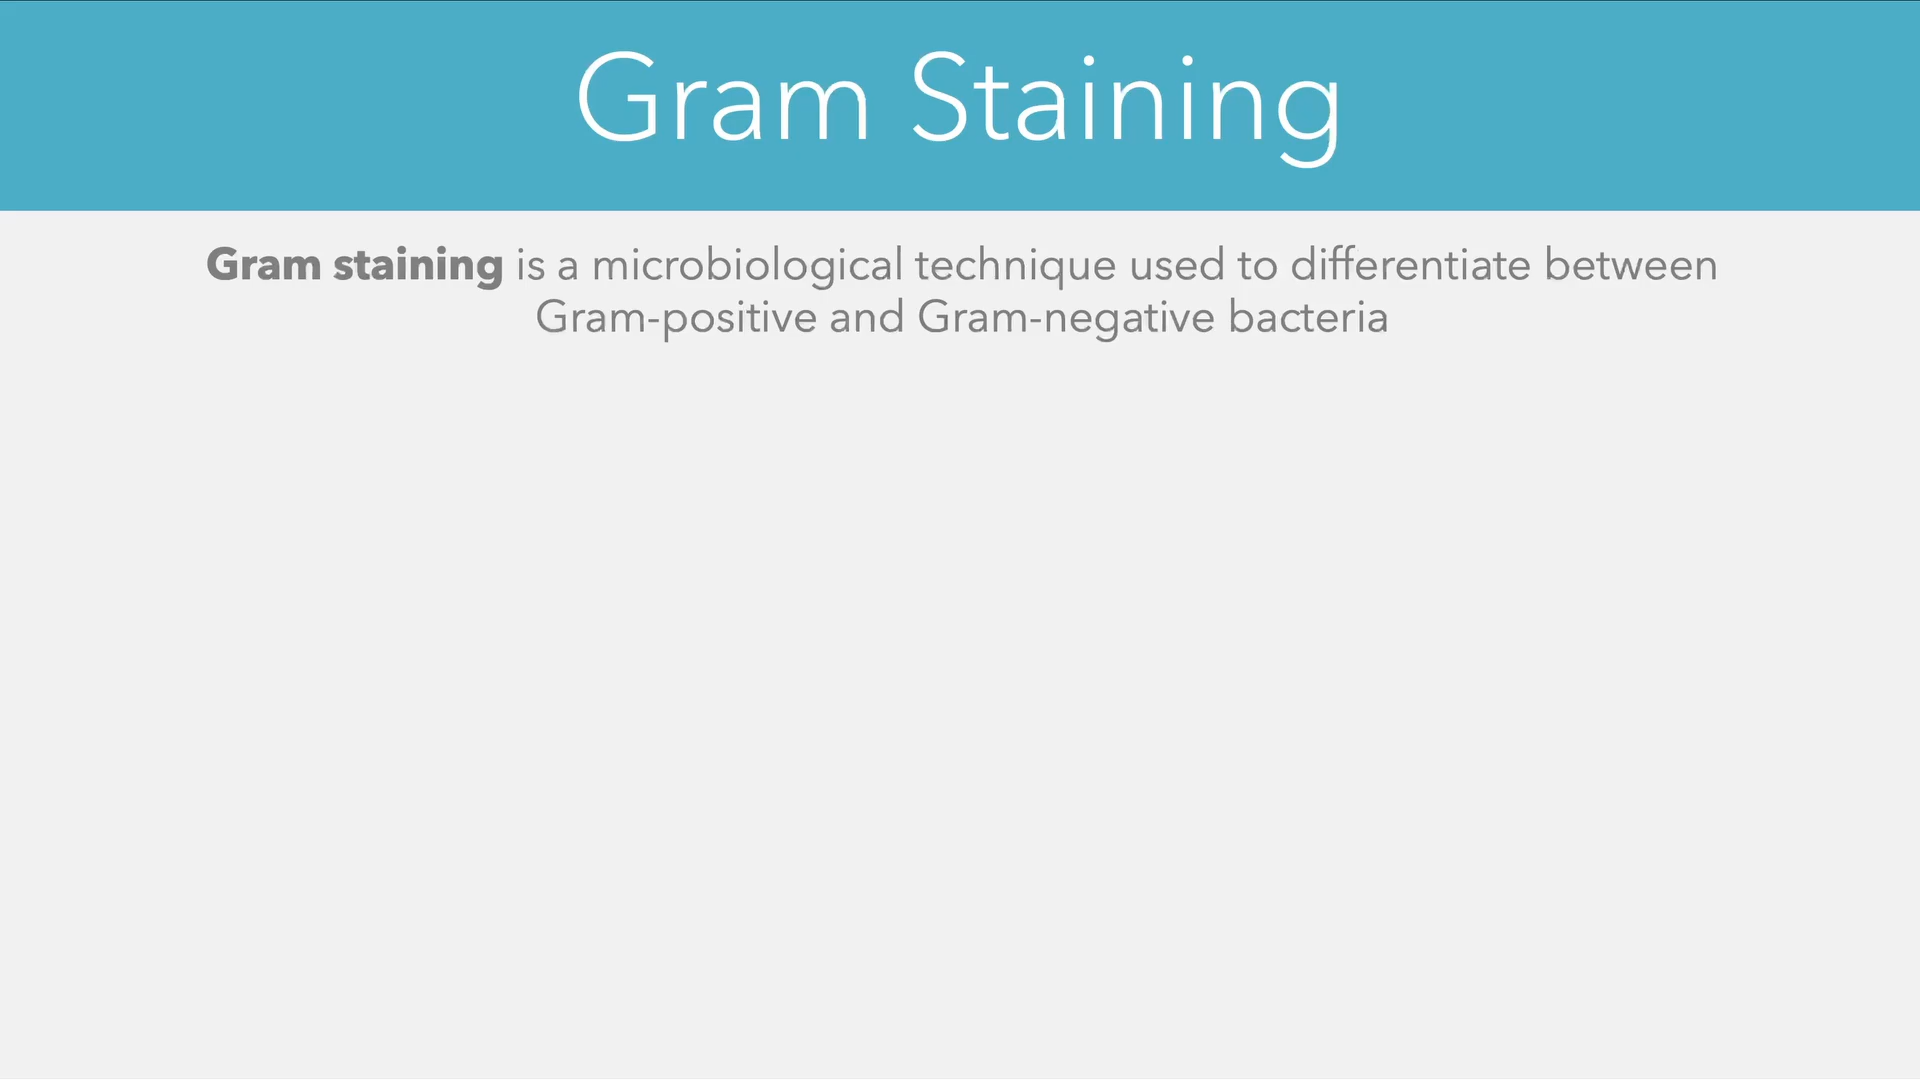 Gram Staining
Gram staining is a microbiological technique used to differentiate between
Gram-positive and Gram-negative bacteria